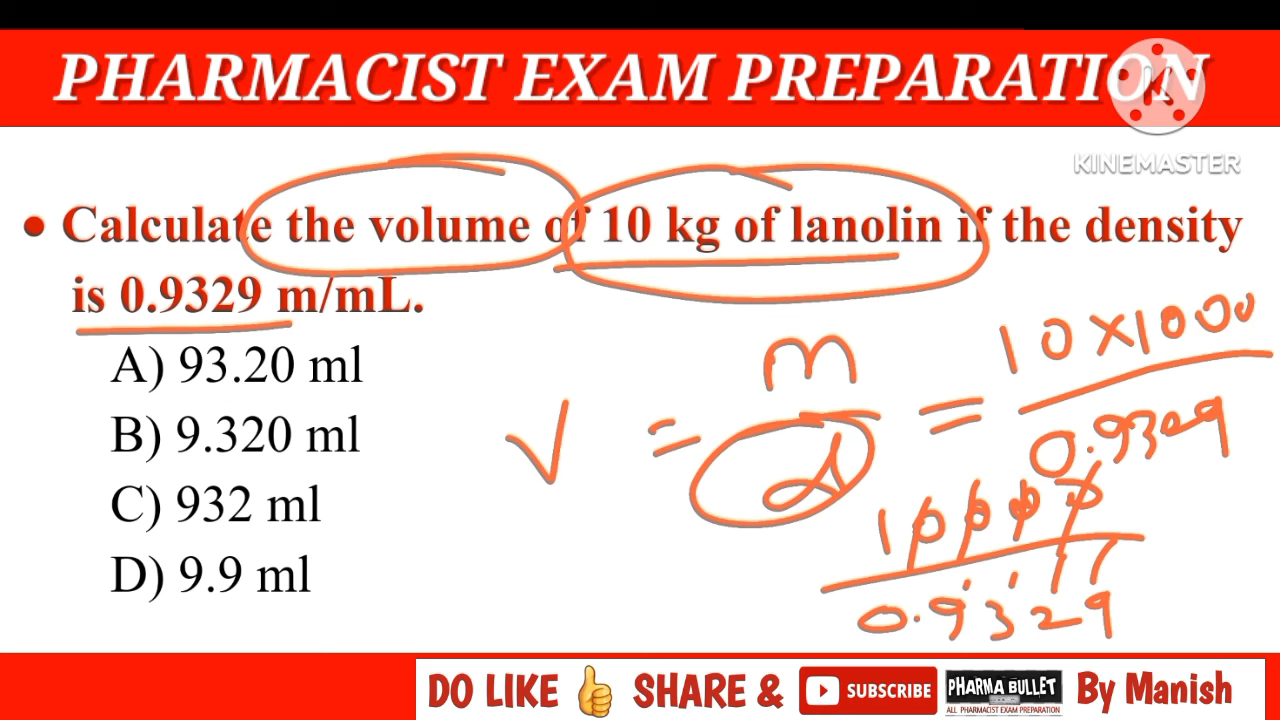 PHARMACIST EXAM PREPARATION
KINEMASTER
• Calculate the volume of 10 kg of lanolin if the density
is 0.9329 m/mL.
A) 93.20 ml
B) 9.320 ml
C) 932 ml
D) 9.9 ml
V = m/d = 10×1000/0.9329
10000/0.9329
DO LIKE SHARE & SUBSCRIBE PHARMA BULLET By Manish
ALL PHARMACIST EXAM PREPARATION